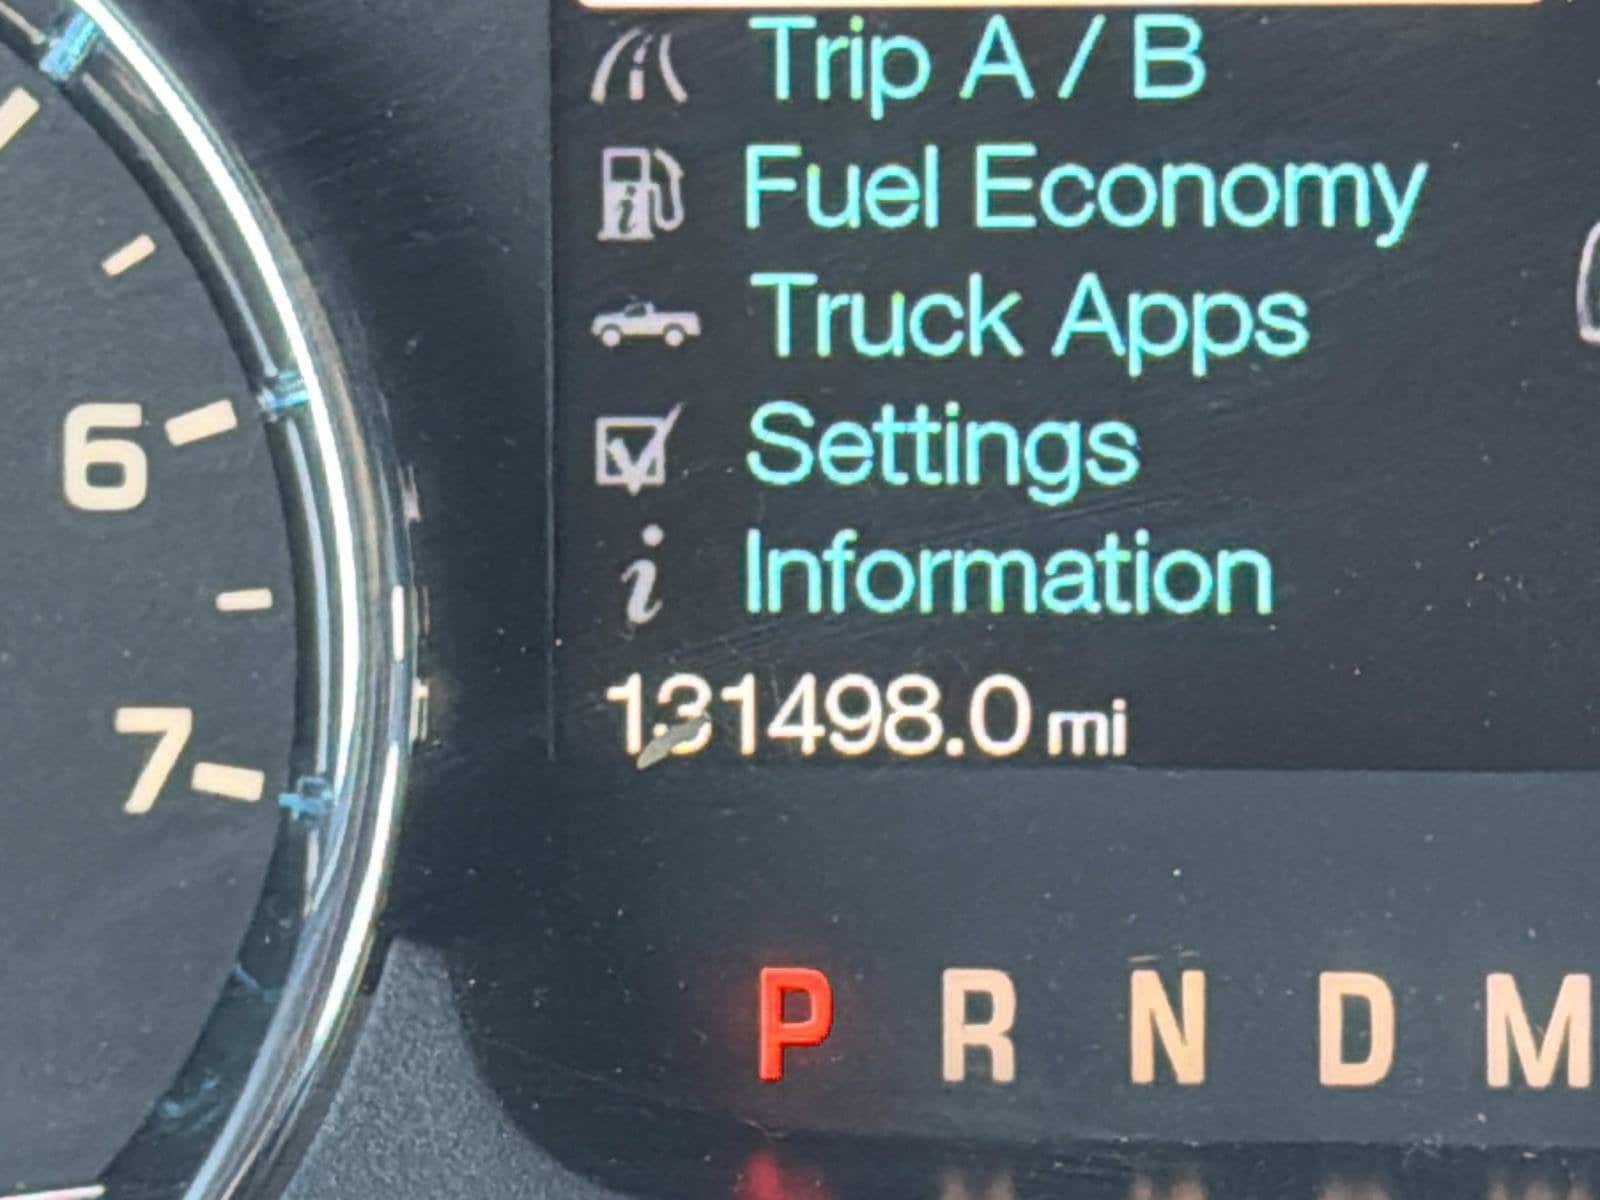 Trip A / B
Fuel Economy
Truck Apps
Settings
Information
131498.0 mi
6
7
P R N D M